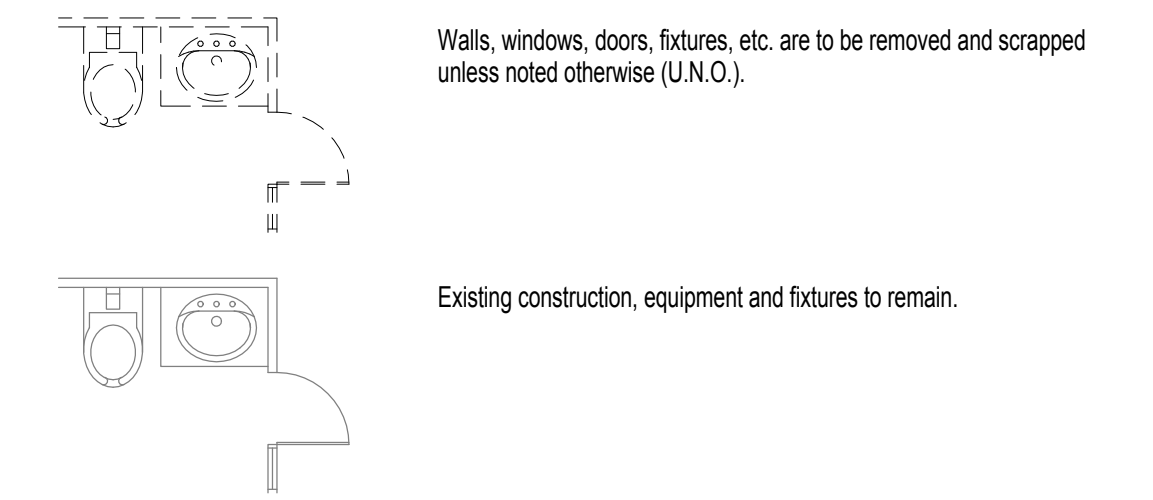 Walls, windows, doors, fixtures, etc. are to be removed and scrapped
unless noted otherwise (U.N.O.).
Existing construction, equipment and fixtures to remain.